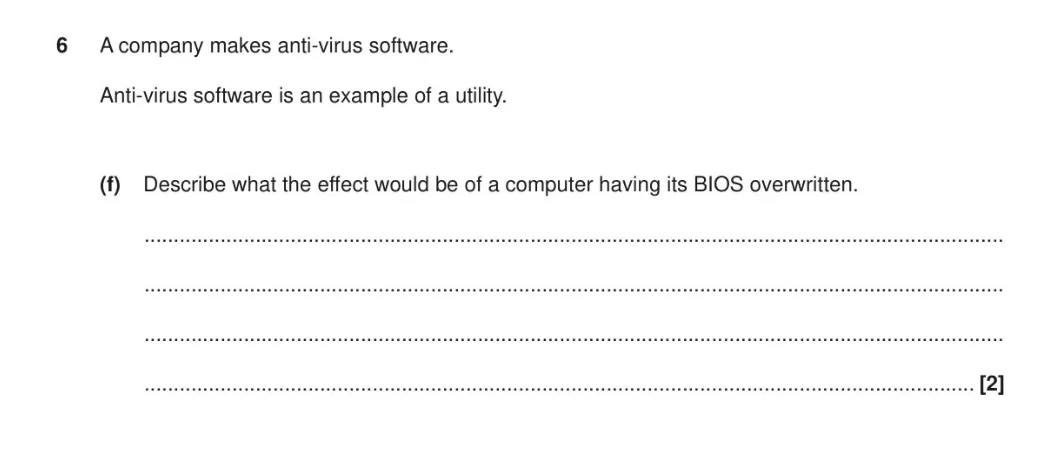 6 A company makes anti-virus software.
Anti-virus software is an example of a utility.
(f) Describe what the effect would be of a computer having its BIOS overwritten.
...................................................................................................................................................
...................................................................................................................................................
...................................................................................................................................................
.............................................................................................................................................. [2]